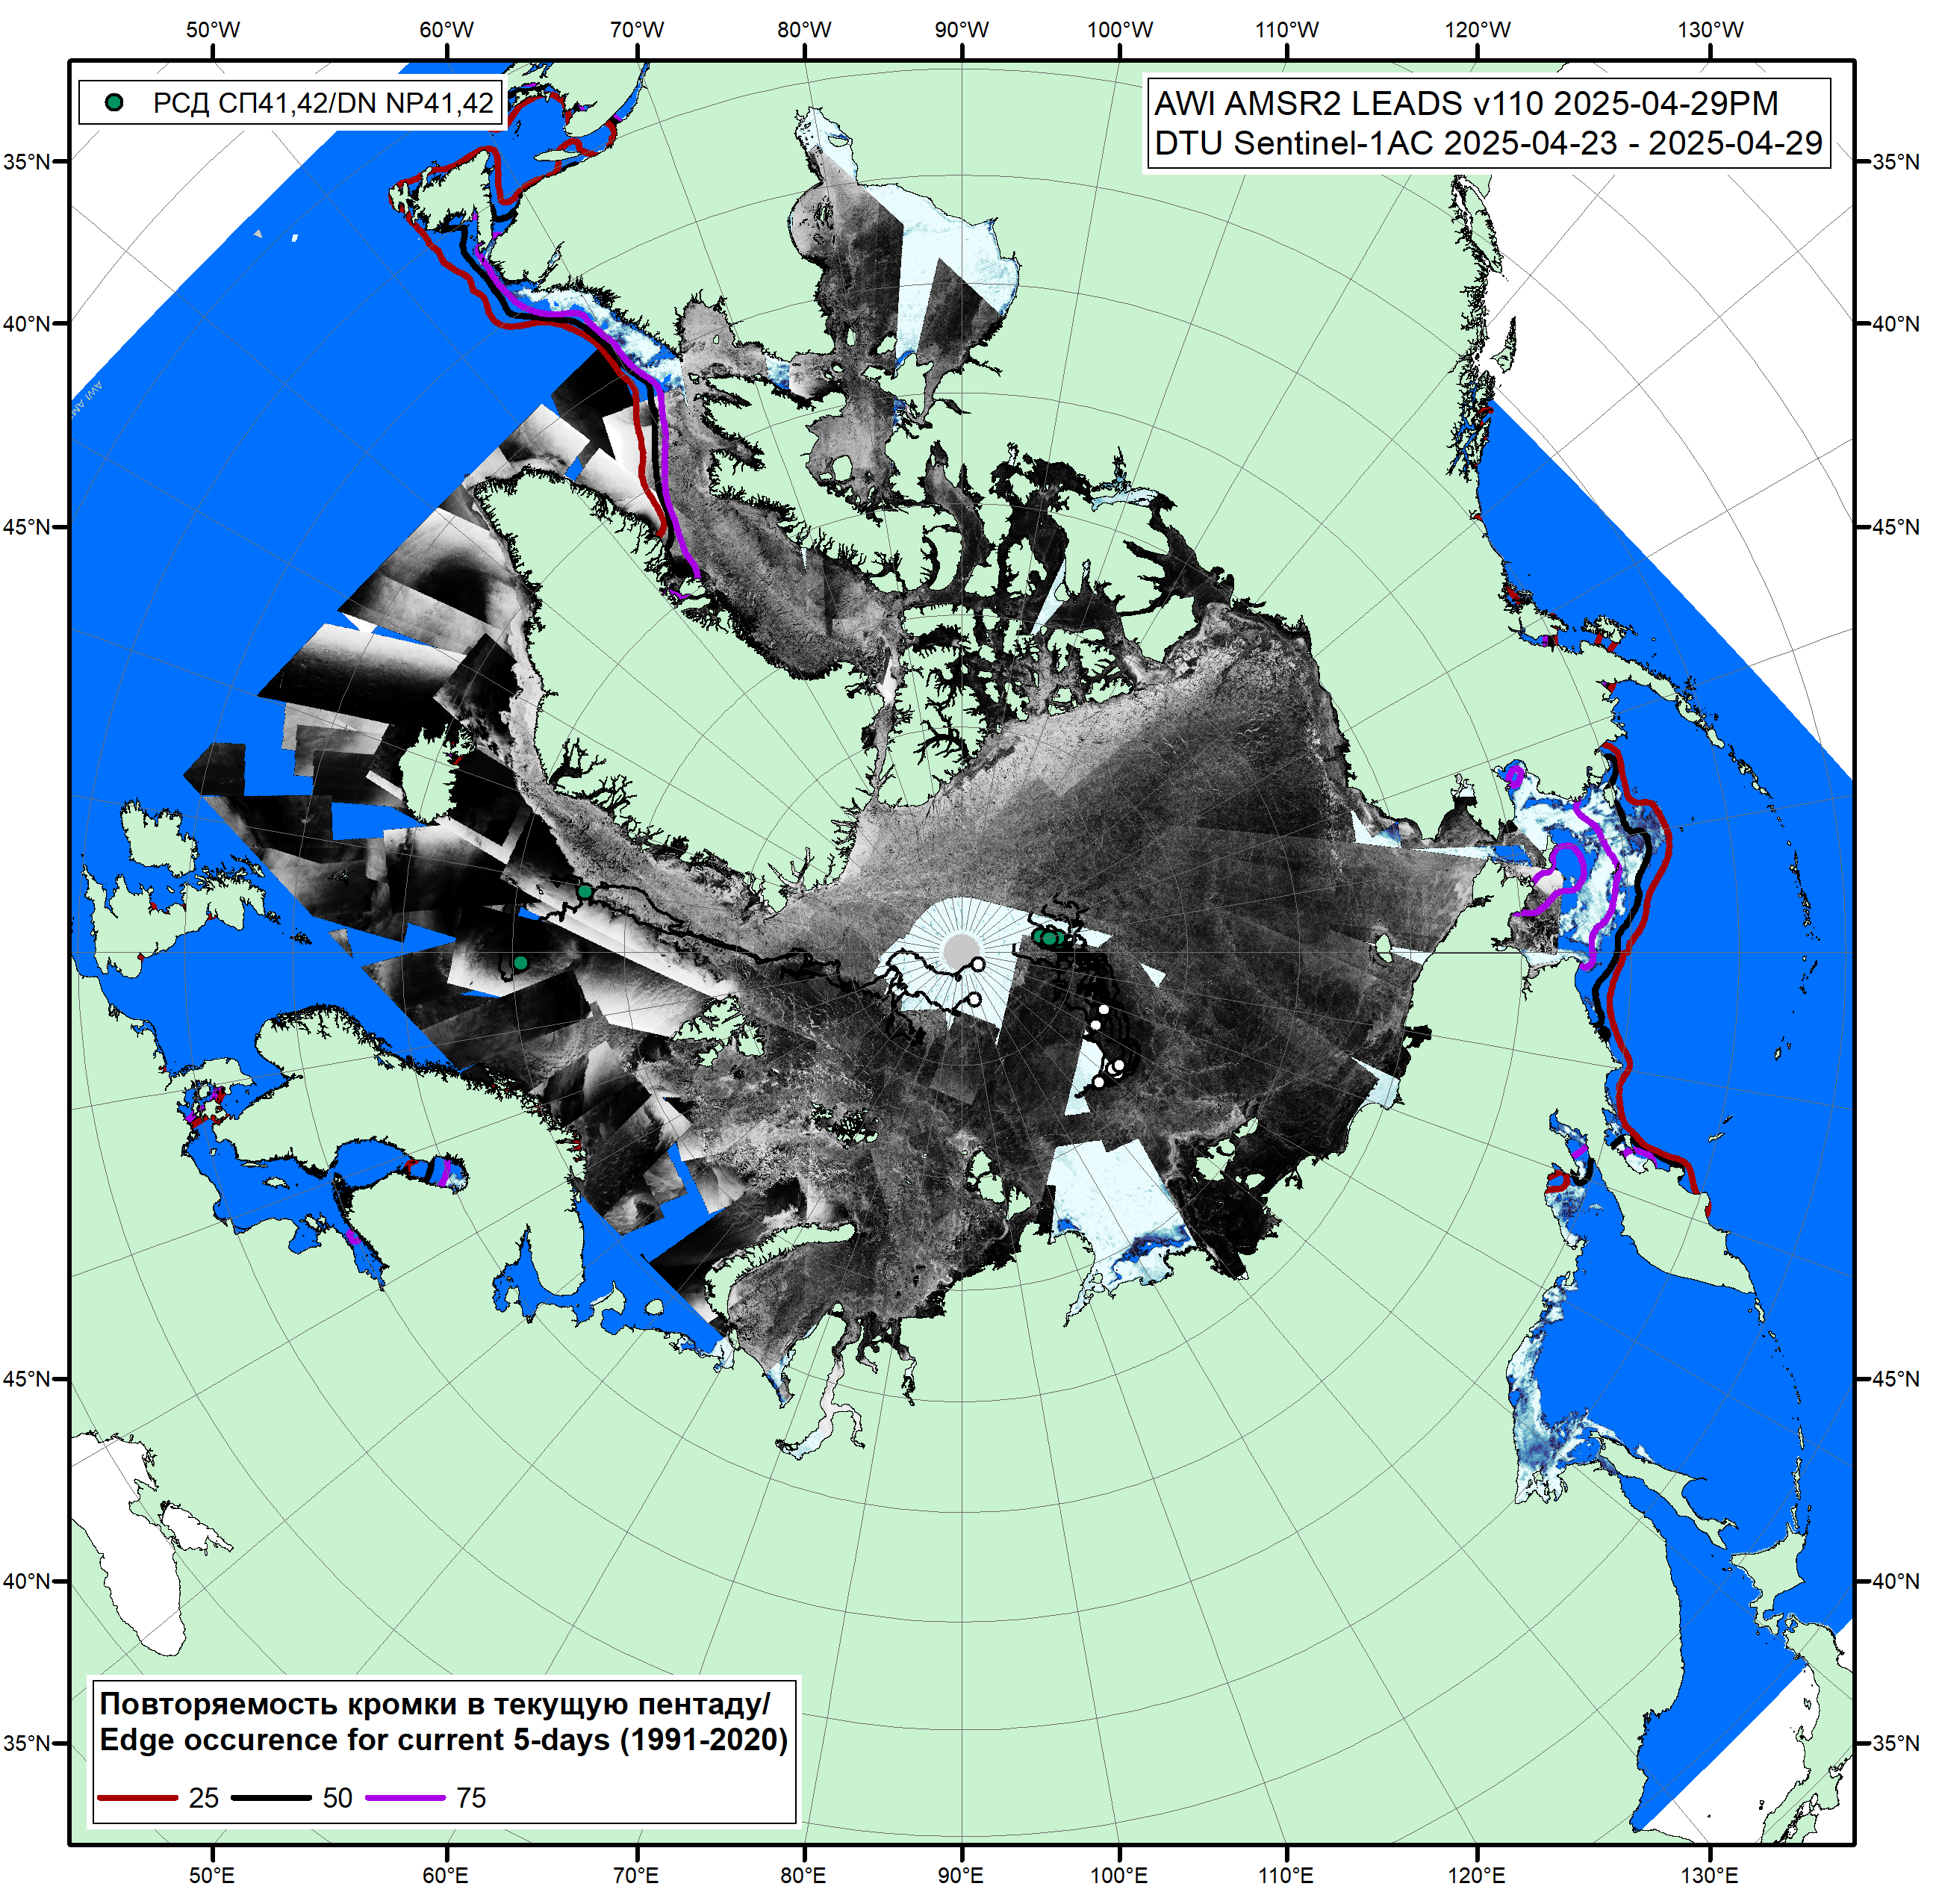 50°W 60°W 70°W 80°W 90°W 100°W 110°W 120°W 130°W
РСД СП41,42/DN NP41,42
AWI AMSR2 LEADS v110 2025-04-29PM
DTU Sentinel-1AC 2025-04-23 - 2025-04-29
35°N 35°N
40°N 40°N
AWI AM
45°N 45°N
45°N 45°N
40°N 40°N
Повторяемость кромки в текущую пентаду/
Edge occurence for current 5-days (1991-2020)
35°N 35°N
25 50 75
50°E 60°E 70°E 80°E 90°E 100°E 110°E 120°E 130°E